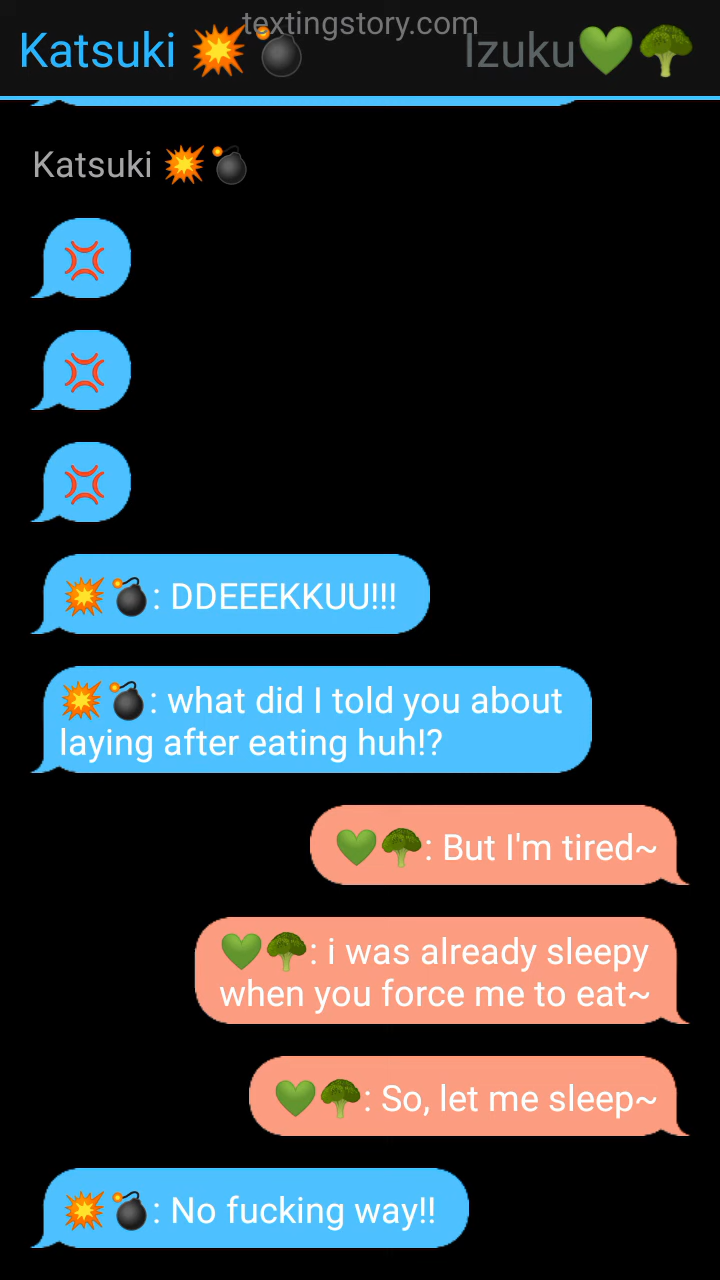 textingstory.com
Katsuki 💥💣 Izuku💚🥦
Katsuki 💥💣
💢
💢
💢
💥💣: DDEEEKKUU!!!
💥💣: what did I told you about
laying after eating huh!?
💚🥦: But I'm tired~
💚🥦: i was already sleepy
when you force me to eat~
💚🥦: So, let me sleep~
💥💣: No fucking way!!